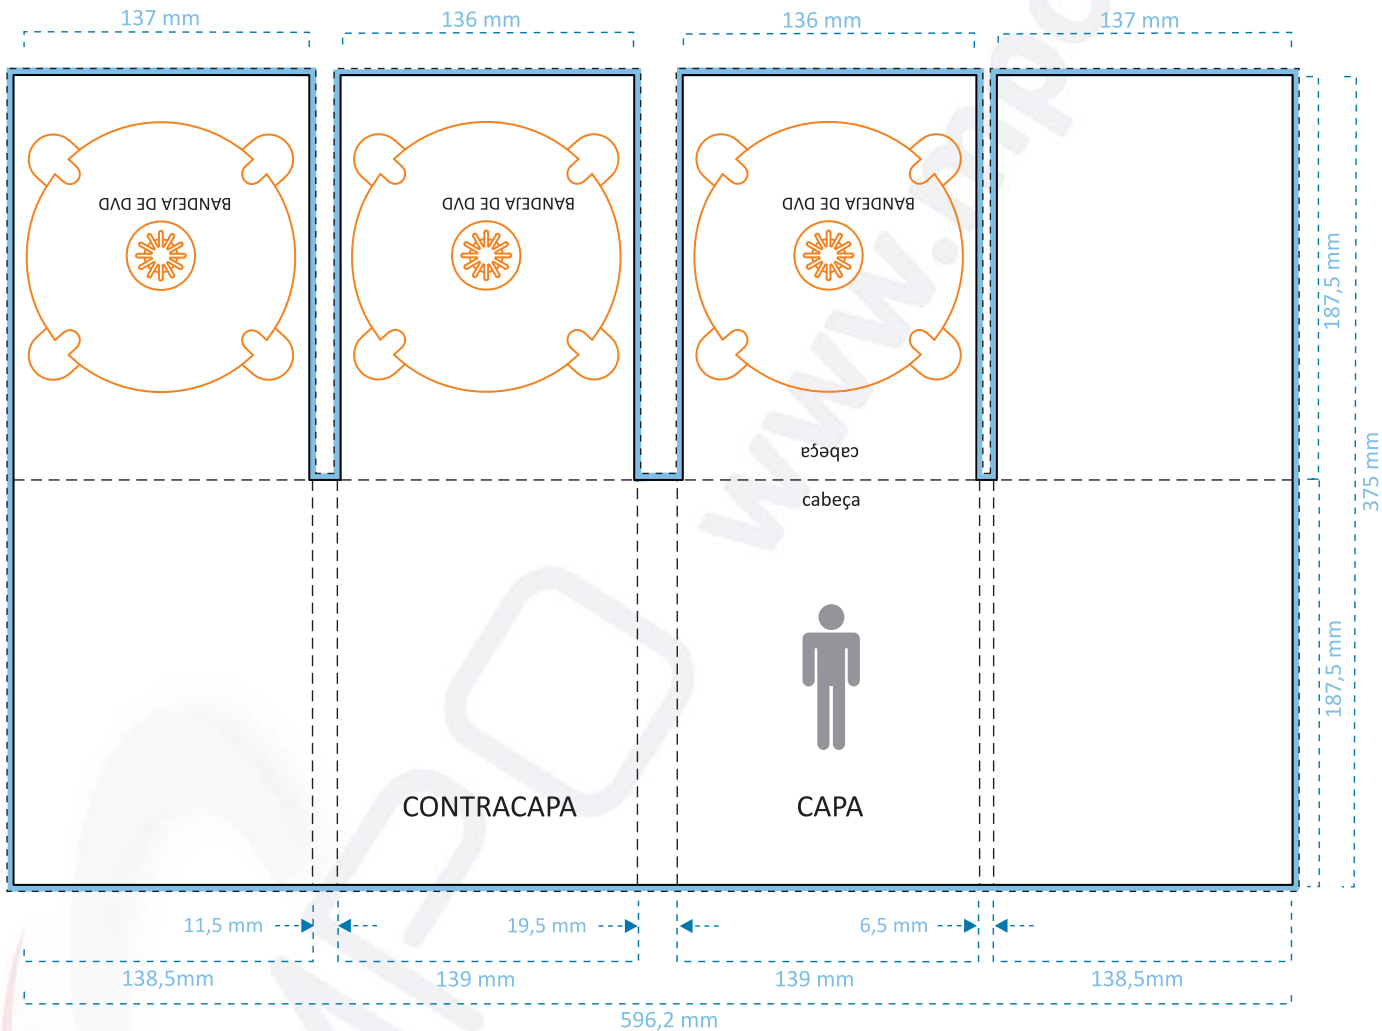 137 mm
136 mm
136 mm
137 mm
BANDEJA DE DVD
BANDEJA DE DVD
BANDEJA DE DVD
187,5 mm
375 mm
cabeça
cabeça
187,5 mm
CONTRACAPA
CAPA
11,5 mm
19,5 mm
6,5 mm
138,5mm
139 mm
139 mm
138,5mm
596,2 mm